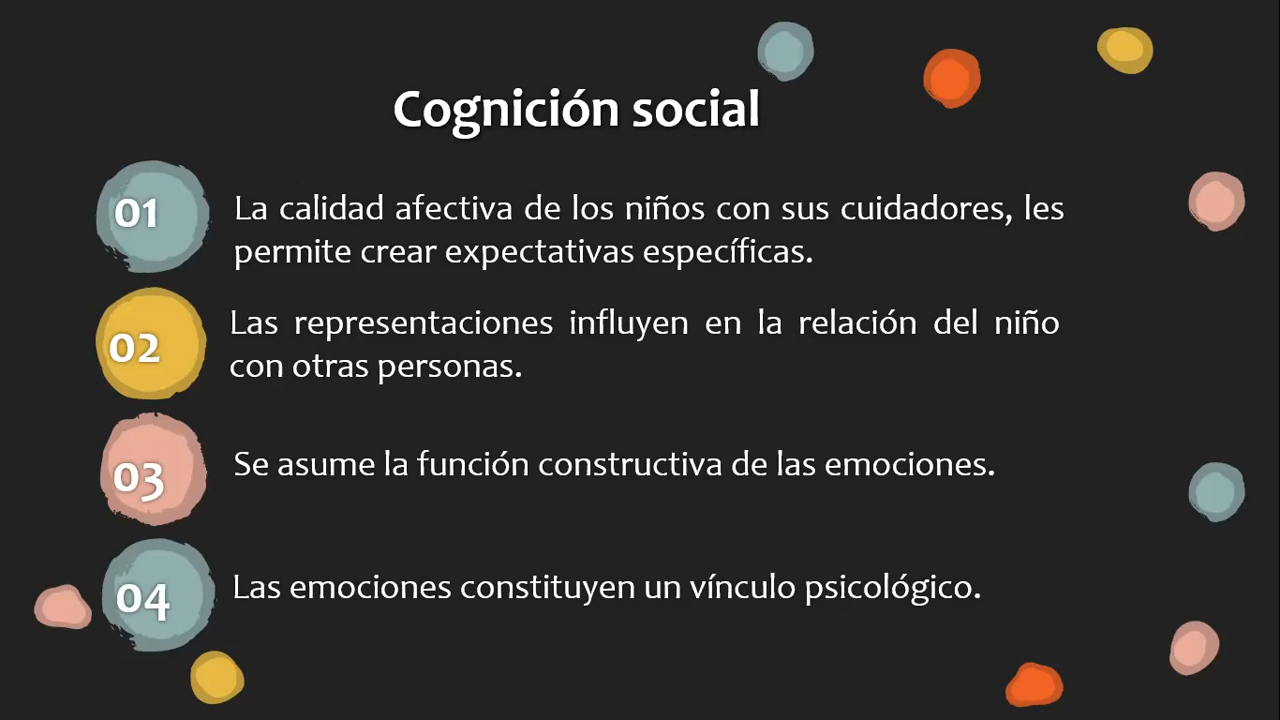 Cognición social
01
La calidad afectiva de los niños con sus cuidadores, les
permite crear expectativas específicas.
02
Las representaciones influyen en la relación del niño
con otras personas.
03
Se asume la función constructiva de las emociones.
04
Las emociones constituyen un vínculo psicológico.